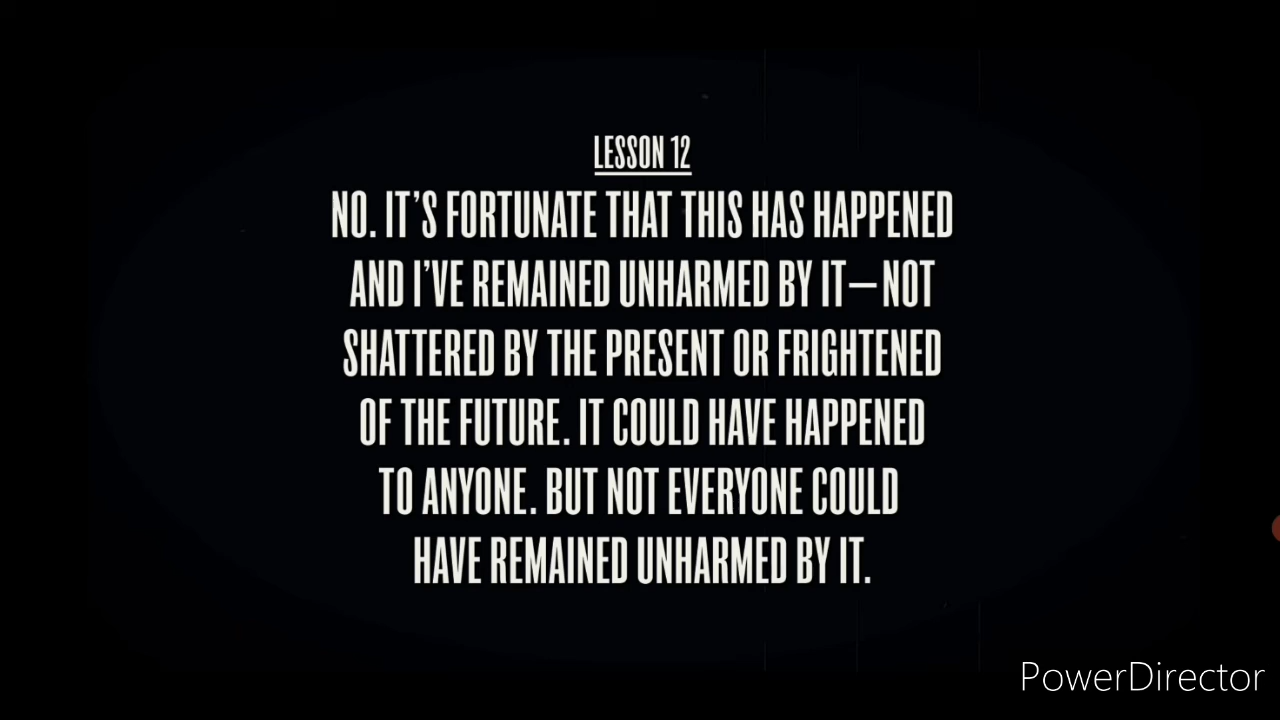 LESSON 12
NO. IT'S FORTUNATE THAT THIS HAS HAPPENED
AND I'VE REMAINED UNHARMED BY IT—NOT
SHATTERED BY THE PRESENT OR FRIGHTENED
OF THE FUTURE. IT COULD HAVE HAPPENED
TO ANYONE. BUT NOT EVERYONE COULD
HAVE REMAINED UNHARMED BY IT.
PowerDirector